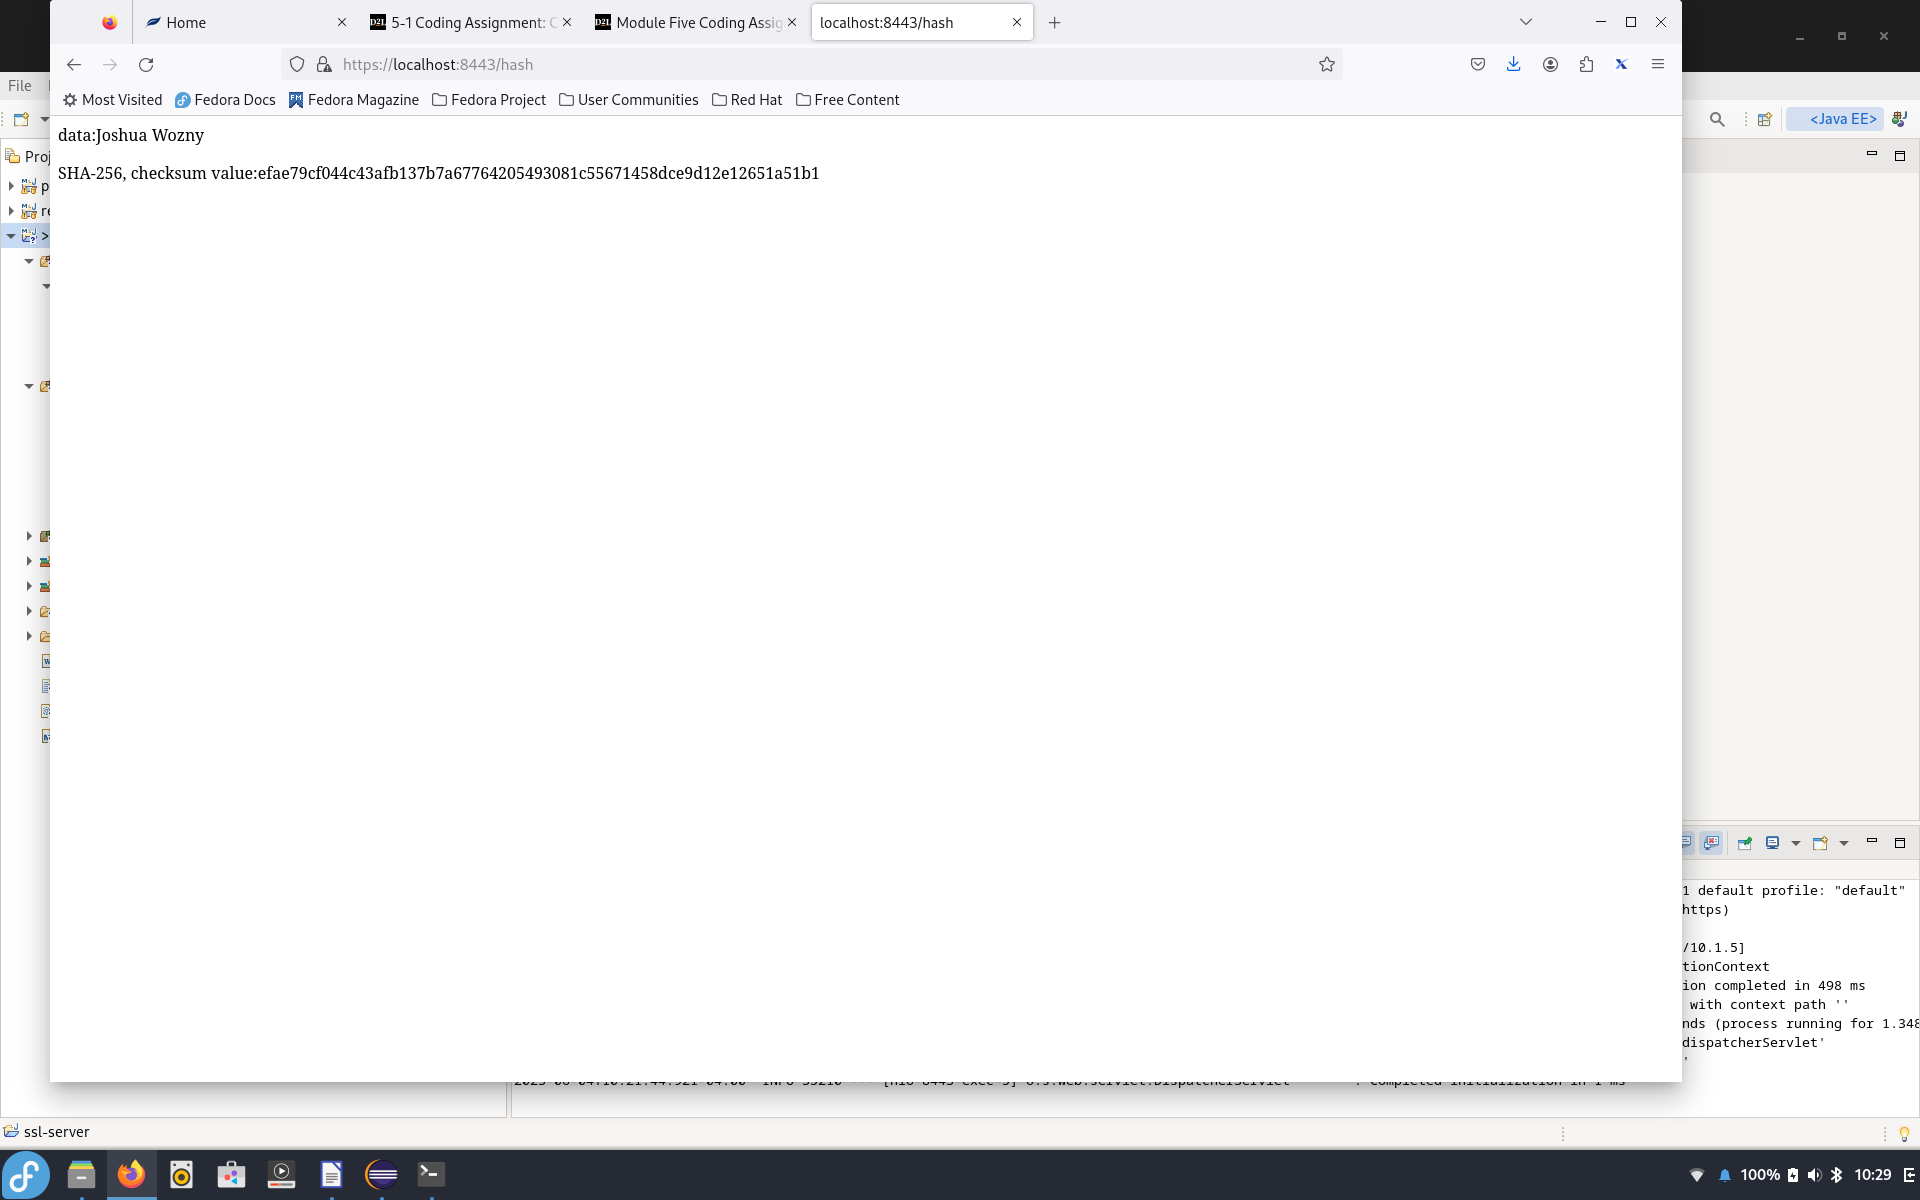 Home
5-1 Coding Assignment: C
Module Five Coding Assig
localhost:8443/hash
https://localhost:8443/hash
File
Most Visited
Fedora Docs
Fedora Magazine
Fedora Project
User Communities
Red Hat
Free Content
<Java EE>
data:Joshua Wozny
Proj
SHA-256, checksum value:efae79cf044c43afb137b7a67764205493081c55671458dce9d12e12651a51b1
p
re
>
1 default profile: "default"
https)
/10.1.5]
tionContext
ion completed in 498 ms
with context path ''
nds (process running for 1.348
dispatcherServlet'
'
ssl-server
100%
10:29